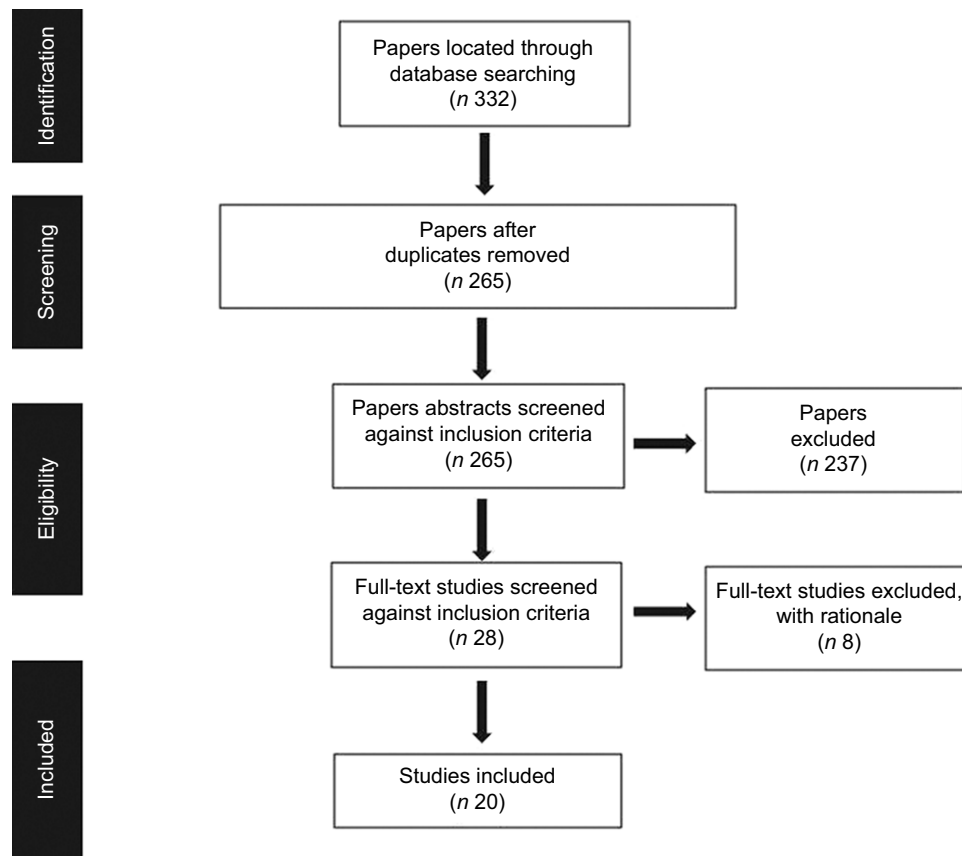 Identification
Papers located through
database searching
(n 332)
Screening
Papers after
duplicates removed
(n 265)
Eligibility
Papers abstracts screened
against inclusion criteria
(n 265)
Papers
excluded
(n 237)
Full-text studies screened
against inclusion criteria
(n 28)
Full-text studies excluded,
with rationale
(n 8)
Included
Studies included
(n 20)